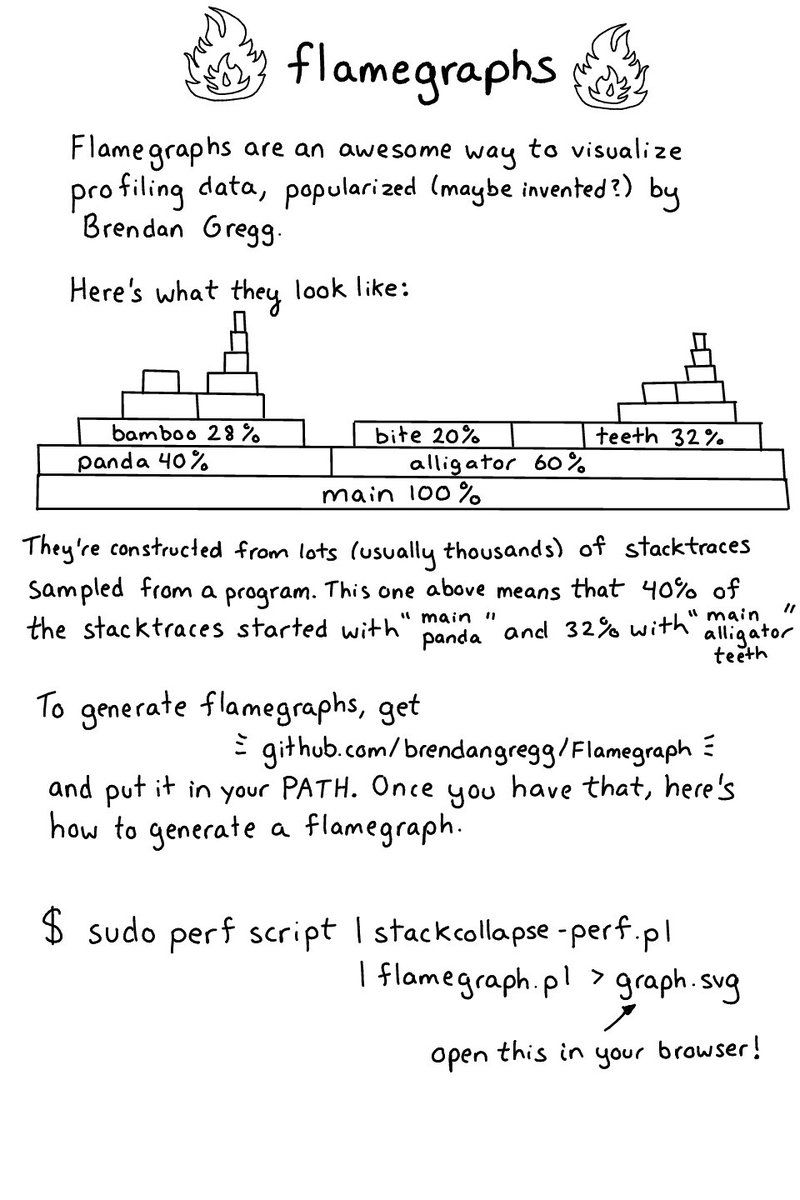 flamegraphs
Flamegraphs are an awesome way to visualize
profiling data, popularized (maybe invented?) by
Brendan Gregg.
Here's what they look like:
bamboo 28% bite 20% teeth 32%
panda 40% alligator 60%
main 100%
They're constructed from lots (usually thousands) of stacktraces
sampled from a program. This one above means that 40% of
the stacktraces started with "main panda" and 32% with "main alligator teeth"
To generate flamegraphs, get
github.com/brendangregg/Flamegraph
and put it in your PATH. Once you have that, here's
how to generate a flamegraph.
$ sudo perf script | stackcollapse-perf.pl
| flamegraph.pl > graph.svg
open this in your browser!